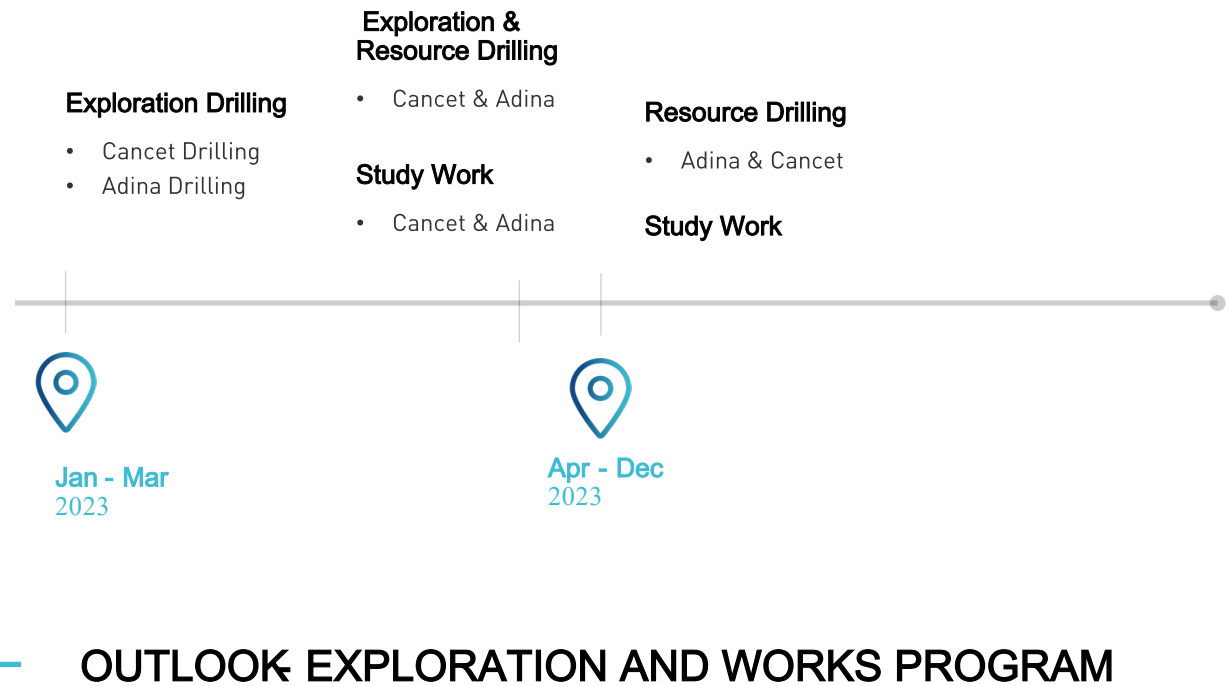 Exploration Drilling
• Cancet Drilling
• Adina Drilling
Exploration &
Resource Drilling
• Cancet & Adina
Study Work
• Cancet & Adina
Resource Drilling
• Adina & Cancet
Study Work
Jan - Mar
2023
Apr - Dec
2023
OUTLOOK- EXPLORATION AND WORKS PROGRAM